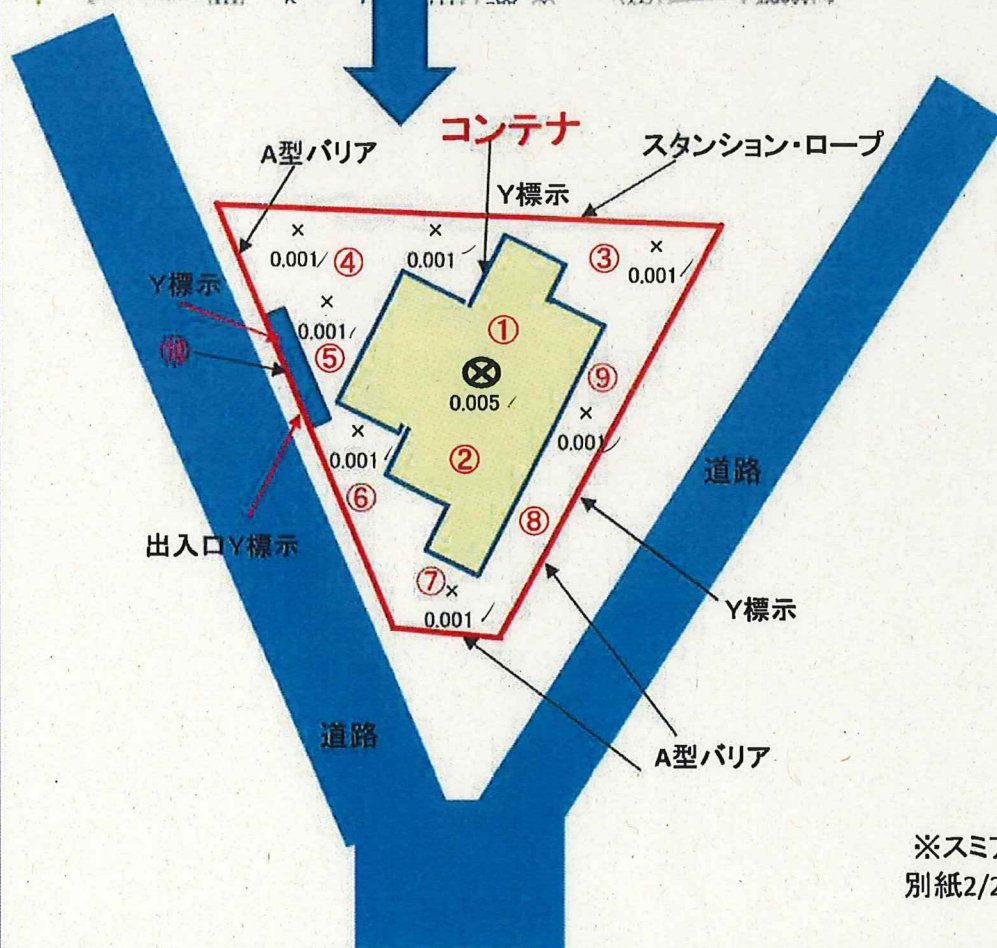 コンテナ
A型バリア
スタンション・ロープ
Y標示
0.001
④
0.001
③
0.001
Y標示
0.001
①
⑩
⑤
⑨
0.005
0.001
0.001
②
道路
⑥
⑧
出入口Y標示
⑦
0.001
Y標示
道路
A型バリア
※スミ
別紙2/2